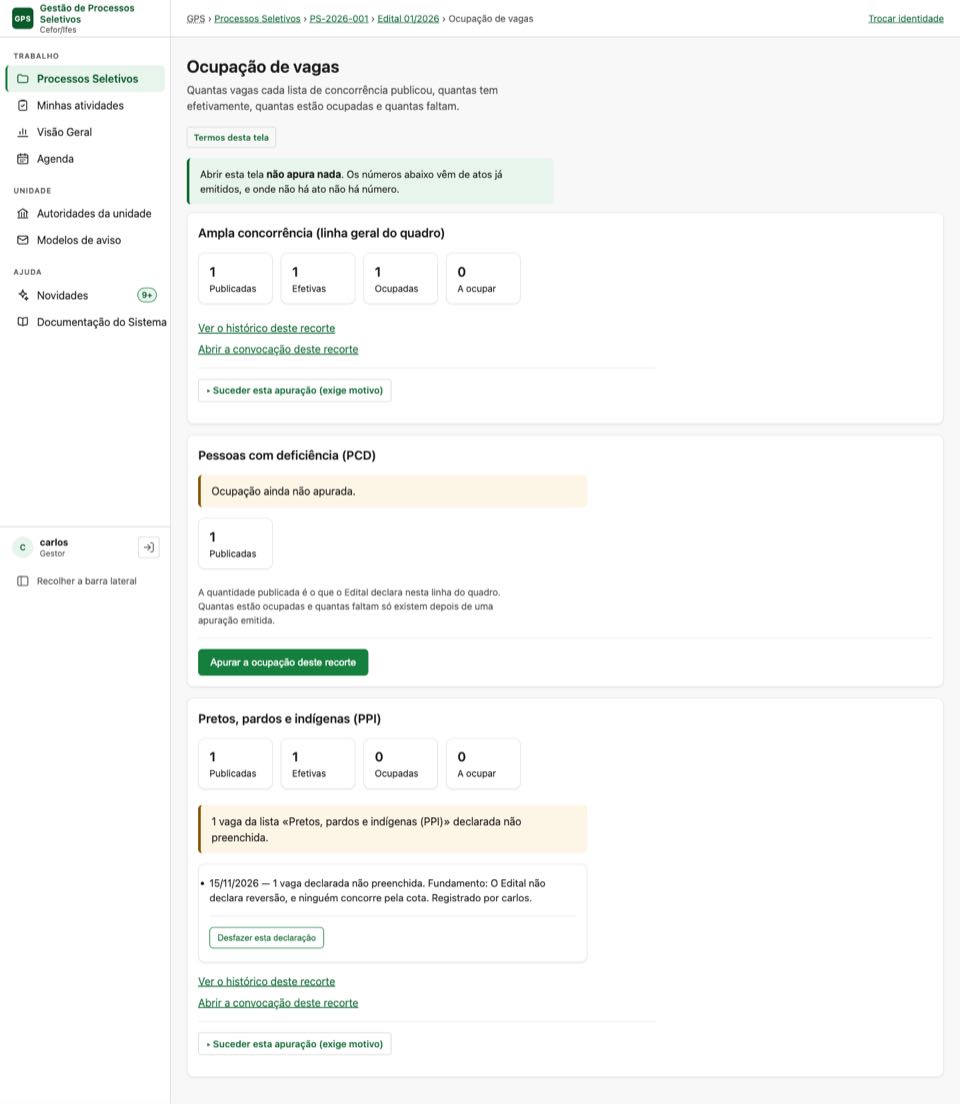 GPS
Gestão de Processos
Seletivos
Cefor/Ifes
GPS › Processos Seletivos › PS-2026-001 › Edital 01/2026 › Ocupação de vagas
Trocar identidade
TRABALHO
Processos Seletivos
Minhas atividades
Visão Geral
Agenda
UNIDADE
Autoridades da unidade
Modelos de aviso
AJUDA
Novidades 9+
Documentação do Sistema
C
carlos
Gestor
Recolher a barra lateral
Ocupação de vagas
Quantas vagas cada lista de concorrência publicou, quantas tem
efetivamente, quantas estão ocupadas e quantas faltam.
Termos desta tela
Abrir esta tela não apura nada. Os números abaixo vêm de atos já
emitidos, e onde não há ato não há número.
Ampla concorrência (linha geral do quadro)
1 1 1 0
Publicadas Efetivas Ocupadas A ocupar
Ver o histórico deste recorte
Abrir a convocação deste recorte
▸ Suceder esta apuração (exige motivo)
Pessoas com deficiência (PCD)
Ocupação ainda não apurada.
1
Publicadas
A quantidade publicada é o que o Edital declara nesta linha do quadro.
Quantas estão ocupadas e quantas faltam só existem depois de uma
apuração emitida.
Apurar a ocupação deste recorte
Pretos, pardos e indígenas (PPI)
1 1 0 0
Publicadas Efetivas Ocupadas A ocupar
1 vaga da lista «Pretos, pardos e indígenas (PPI)» declarada não
preenchida.
• 15/11/2026 — 1 vaga declarada não preenchida. Fundamento: O Edital não
declara reversão, e ninguém concorre pela cota. Registrado por carlos.
Desfazer esta declaração
Ver o histórico deste recorte
Abrir a convocação deste recorte
▸ Suceder esta apuração (exige motivo)